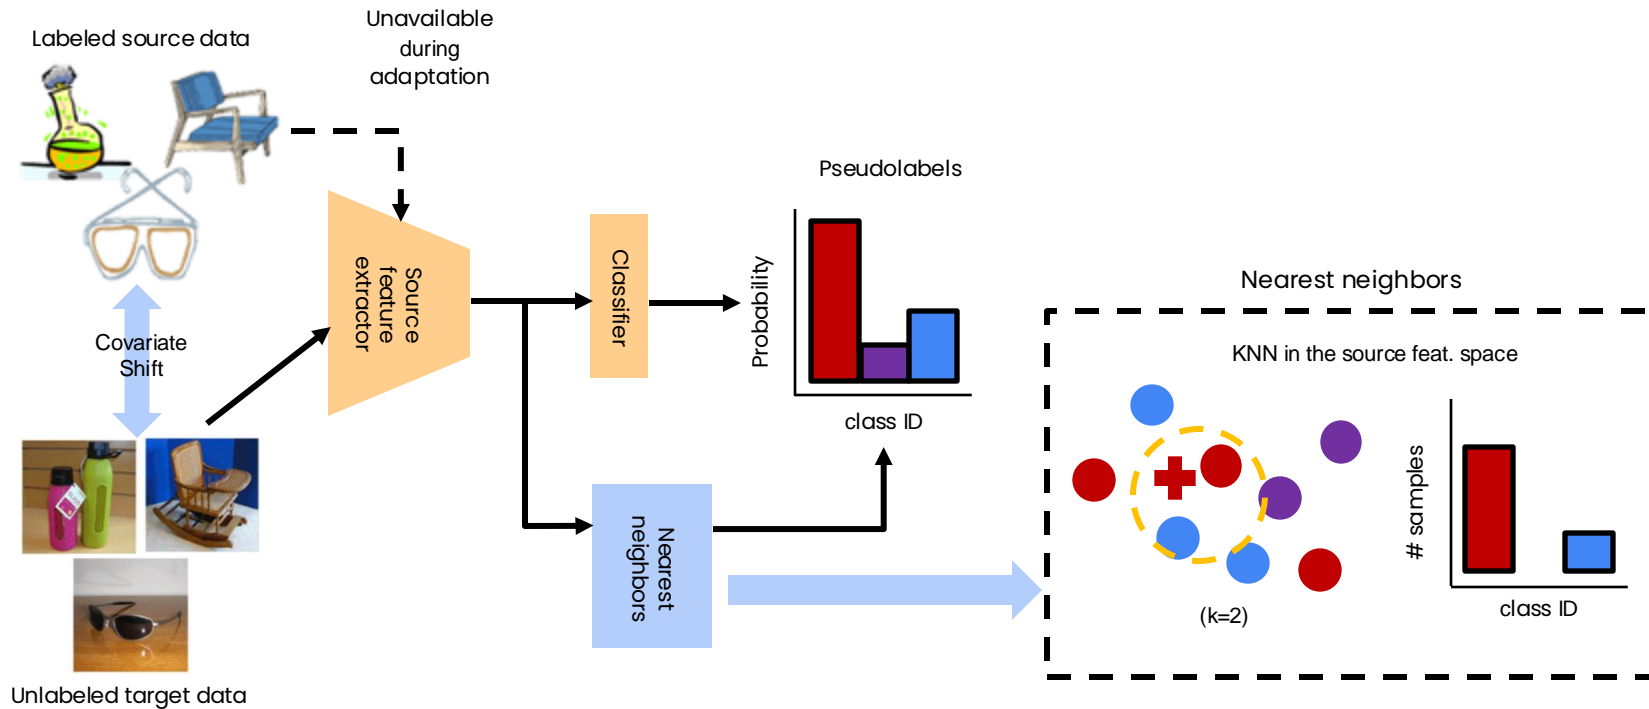 Labeled source data
Unavailable
during
adaptation
Covariate
Shift
Unlabeled target data
Source
feature
extractor
Classifier
Nearest
neighbors
Pseudolabels
Probability
class ID
Nearest neighbors
KNN in the source feat. space
(k=2)
# samples
class ID